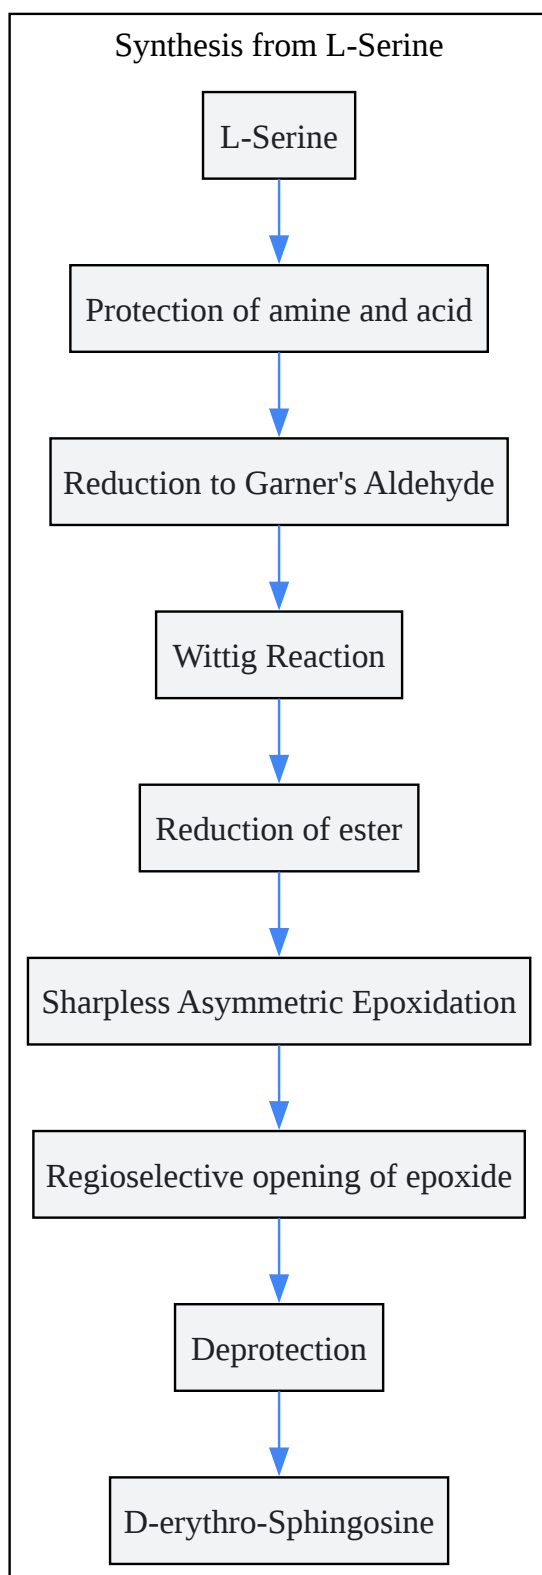 Synthesis from L-Serine
L-Serine
Protection of amine and acid
Reduction to Garner's Aldehyde
Wittig Reaction
Reduction of ester
Sharpless Asymmetric Epoxidation
Regioselective opening of epoxide
Deprotection
D-erythro-Sphingosine